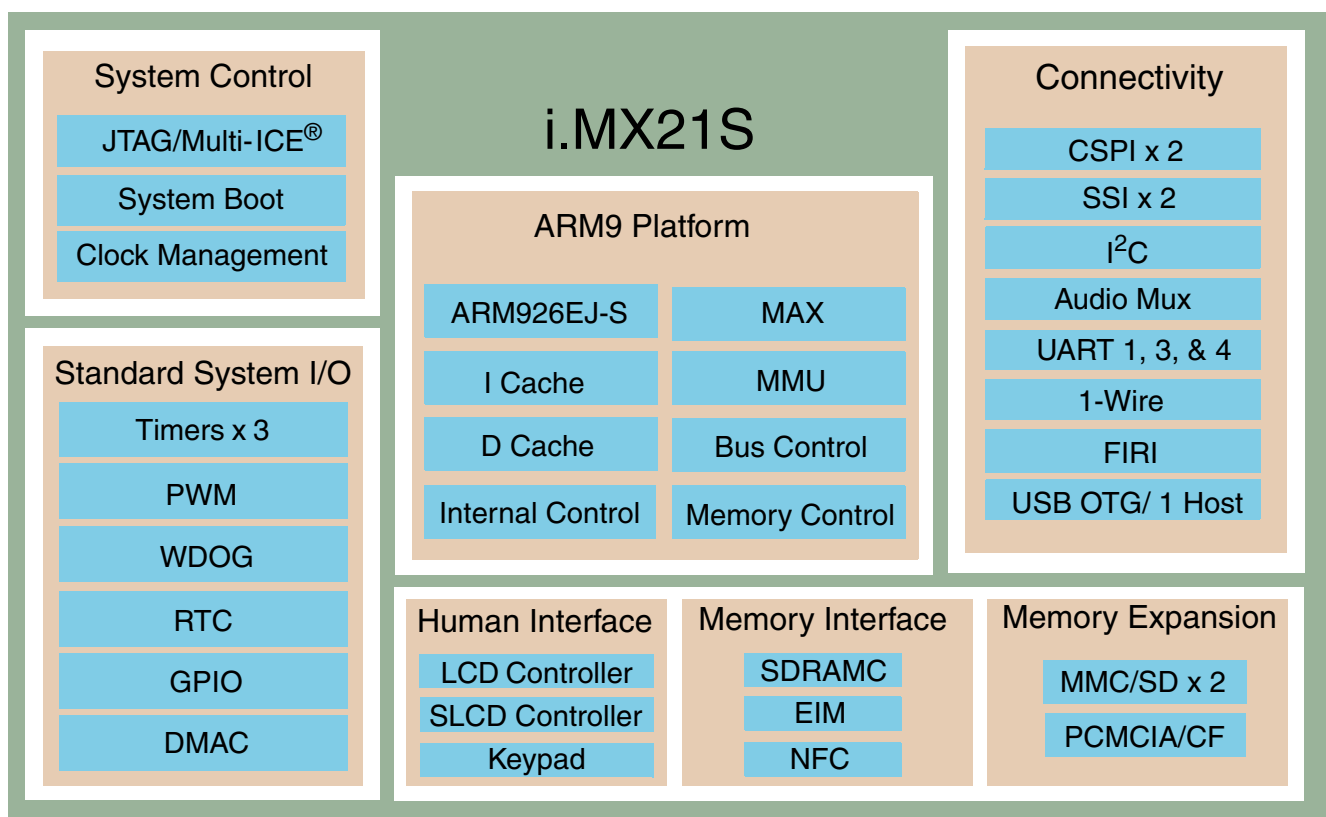 i.MX21S
System Control
JTAG/Multi-ICE®
System Boot
Clock Management
Standard System I/O
Timers x 3
PWM
WDOG
RTC
GPIO
DMAC
ARM9 Platform
ARM926EJ-S
MAX
I Cache
MMU
D Cache
Bus Control
Internal Control
Memory Control
Connectivity
CSPI x 2
SSI x 2
I²C
Audio Mux
UART 1, 3, & 4
1-Wire
FIRI
USB OTG/ 1 Host
Human Interface
LCD Controller
SLCD Controller
Keypad
Memory Interface
SDRAMC
EIM
NFC
Memory Expansion
MMC/SD x 2
PCMCIA/CF